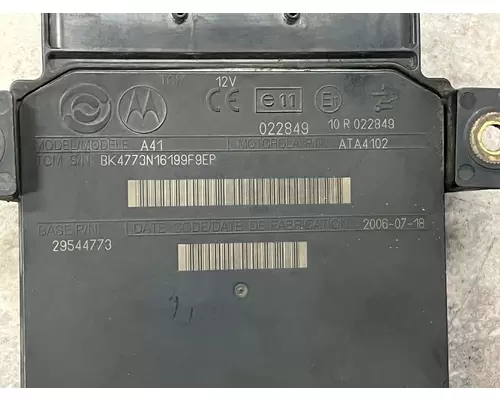 12V
CE e11 E11
022849 10 R 022849
MODEL/MODELE A41 MOTOROLA P/N ATA4102
TCM S/N BK4773N16199F9EP
BASE P/N DATE CODE/DATE DE FABRICATION 2006-07-18
29544773